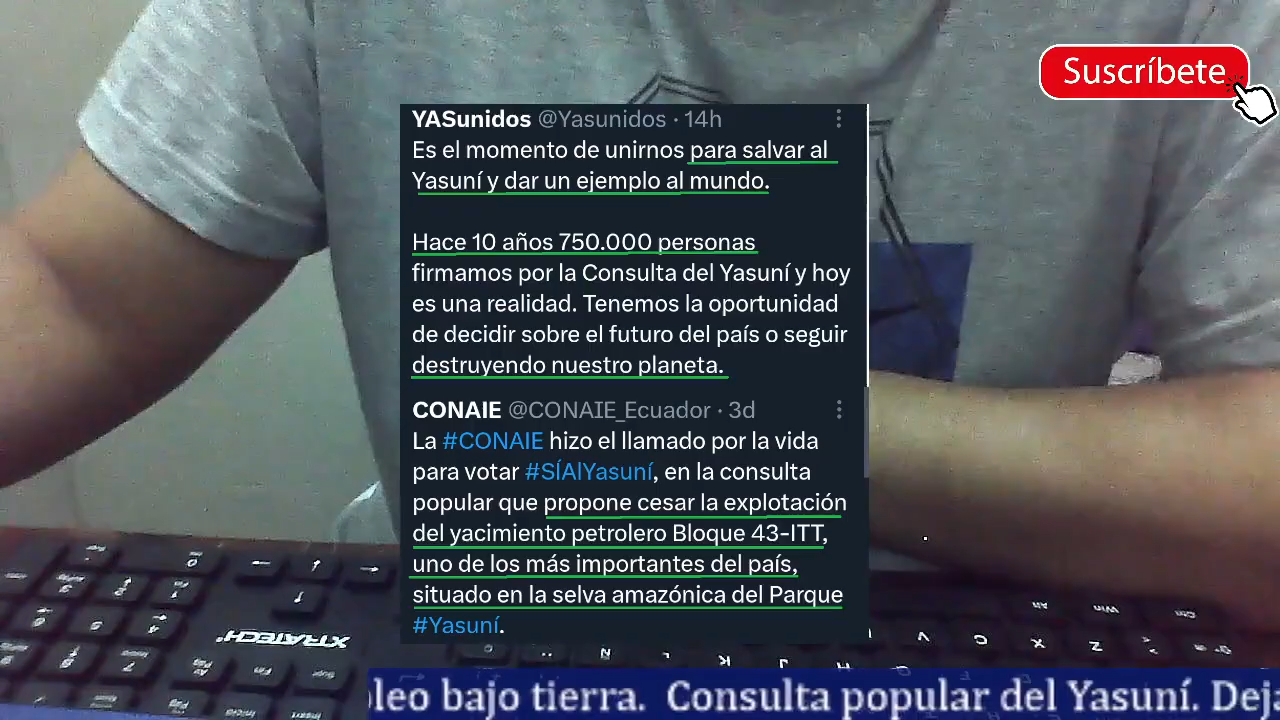 Suscríbete
YASunidos @Yasunidos · 14h
Es el momento de unirnos para salvar al
Yasuní y dar un ejemplo al mundo.
Hace 10 años 750.000 personas
firmamos por la Consulta del Yasuní y hoy
es una realidad. Tenemos la oportunidad
de decidir sobre el futuro del país o seguir
destruyendo nuestro planeta.
CONAIE @CONAIE_Ecuador · 3d
La #CONAIE hizo el llamado por la vida
para votar #SÍAlYasuní, en la consulta
popular que propone cesar la explotación
del yacimiento petrolero Bloque 43-ITT,
uno de los más importantes del país,
situado en la selva amazónica del Parque
#Yasuní.
XTRATECH
Alt Win Ctrl
V C X Z
N
K J H
bajo tierra. Consulta popular del Yasuní.